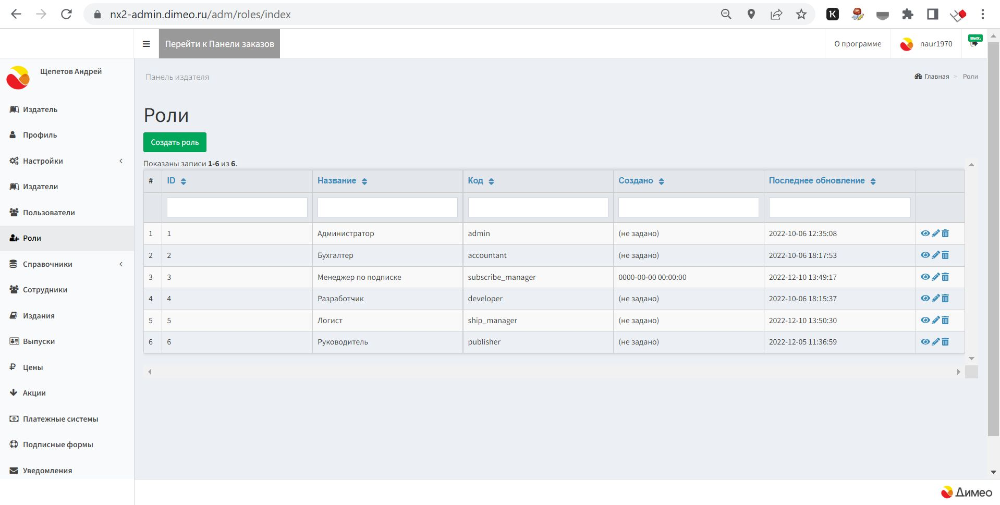 nx2-admin.dimeo.ru/adm/roles/index
Перейти к Панели заказов
О программе
naur1970
вых.
Щепетов Андрей
Издатель
Профиль
Настройки
Издатели
Пользователи
Роли
Справочники
Сотрудники
Издания
Выпуски
Цены
Акции
Платежные системы
Подписные формы
Уведомления
Панель издателя
Главная > Роли
Роли
Создать роль
Показаны записи 1-6 из 6.
# ID Название Код Создано Последнее обновление
1 1 Администратор admin (не задано) 2022-10-06 12:35:08
2 2 Бухгалтер accountant (не задано) 2022-10-06 18:17:53
3 3 Менеджер по подписке subscribe_manager 0000-00-00 00:00:00 2022-12-10 13:49:17
4 4 Разработчик developer (не задано) 2022-10-06 18:15:37
5 5 Логист ship_manager (не задано) 2022-12-10 13:50:30
6 6 Руководитель publisher (не задано) 2022-12-05 11:36:59
Димео